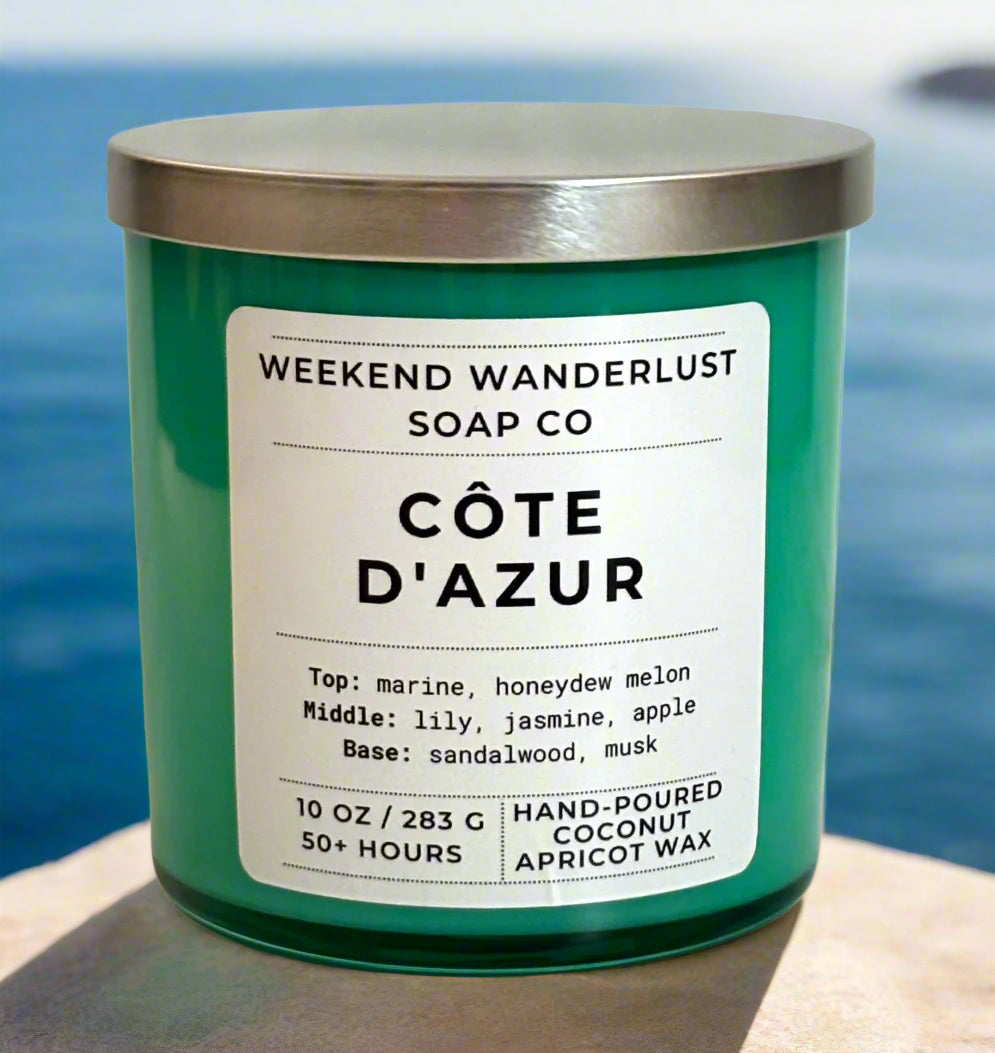 WEEKEND WANDERLUST
SOAP CO
CÔTE
D'AZUR
Top: marine, honeydew melon
Middle: lily, jasmine, apple
Base: sandalwood, musk
10 OZ / 283 G
50+ HOURS
HAND-POURED
COCONUT
APRICOT WAX